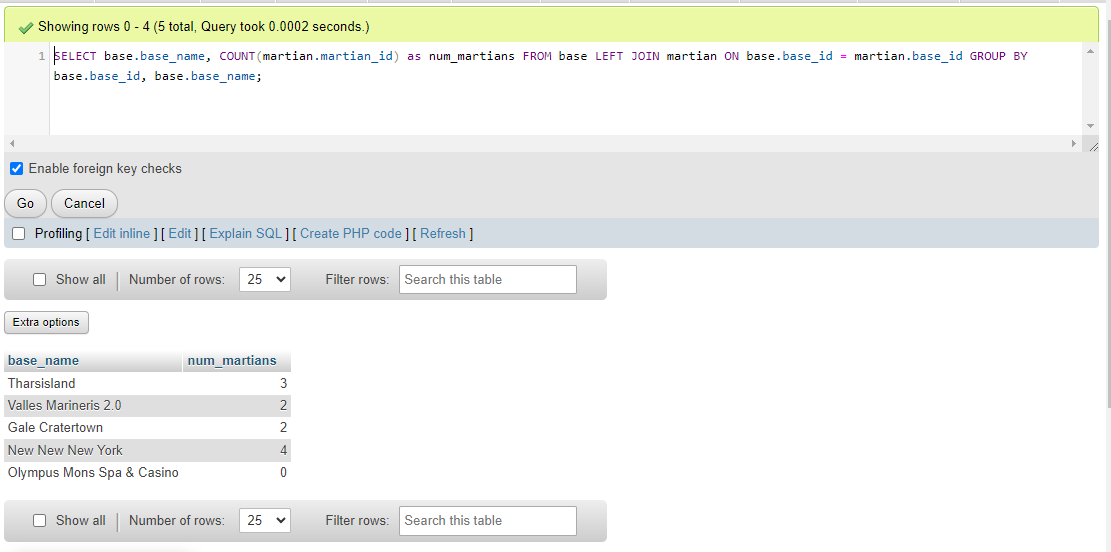 Showing rows 0 - 4 (5 total, Query took 0.0002 seconds.)
1 SELECT base.base_name, COUNT(martian.martian_id) as num_martians FROM base LEFT JOIN martian ON base.base_id = martian.base_id GROUP BY
base.base_id, base.base_name;
Enable foreign key checks
Go Cancel
Profiling [ Edit inline ] [ Edit ] [ Explain SQL ] [ Create PHP code ] [ Refresh ]
Show all Number of rows: 25 Filter rows: Search this table
Extra options
base_name num_martians
Tharsisland 3
Valles Marineris 2.0 2
Gale Cratertown 2
New New New York 4
Olympus Mons Spa & Casino 0
Show all Number of rows: 25 Filter rows: Search this table